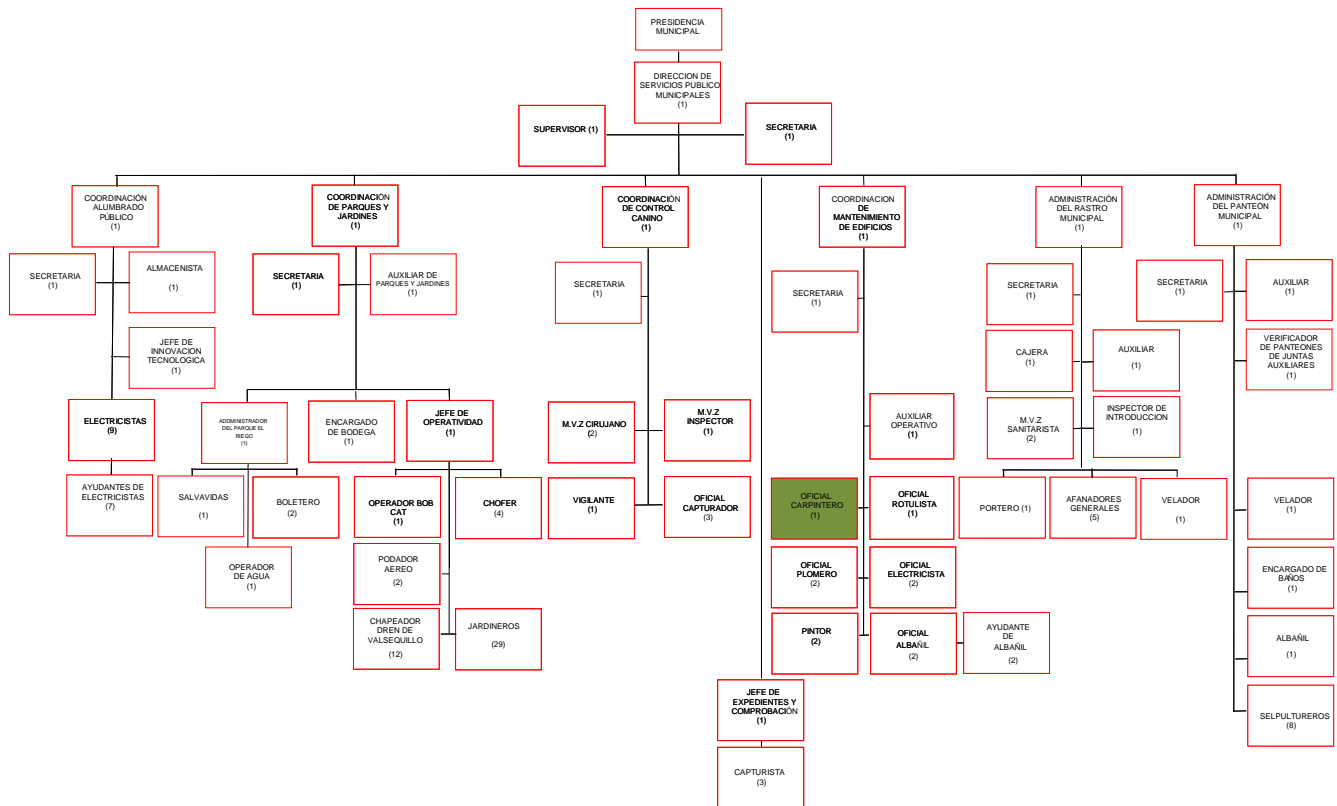 PRESIDENCIA
MUNICIPAL
DIRECCION DE
SERVICIOS PUBLICO
MUNICIPALES
(1)
SUPERVISOR (1)
SECRETARIA
(1)
COORDINACIÓN
ALUMBRADO
PÚBLICO
(1)
SECRETARIA
(1)
ALMACENISTA
(1)
JEFE DE
INNOVACION
TECNOLOGICA
(1)
ELECTRICISTAS
(9)
AYUDANTES DE
ELECTRICISTAS
(7)
COORDINACIÓN
DE PARQUES Y
JARDINES
(1)
SECRETARIA
(1)
AUXILIAR DE
PARQUES Y JARDINES
(1)
ADDMINISTRADOR
DEL PARQUE EL
RIEGO
(1)
ENCARGADO
DE BODEGA
(1)
JEFE DE
OPERATIVIDAD
(1)
SALVAVIDAS
(1)
BOLETERO
(2)
OPERADOR
DE AGUA
(1)
OPERADOR BOB
CAT
(1)
CHOFER
(4)
PODADOR
AEREO
(2)
CHAPEADOR
DREN DE
VALSEQUILLO
(12)
JARDINEROS
(29)
COORDINACIÓN
DE CONTROL
CANINO
(1)
SECRETARIA
(1)
M.V.Z CIRUJANO
(2)
M.V.Z
INSPECTOR
(1)
VIGILANTE
(1)
OFICIAL
CAPTURADOR
(3)
JEFE DE
EXPEDIENTES Y
COMPROBACIÓN
(1)
CAPTURISTA
(3)
COORDINACION
DE
MANTENIMIENTO
DE EDIFICIOS
(1)
SECRETARIA
(1)
AUXILIAR
OPERATIVO
(1)
OFICIAL
CARPINTERO
(1)
OFICIAL
ROTULISTA
(1)
OFICIAL
PLOMERO
(2)
OFICIAL
ELECTRICISTA
(2)
PINTOR
(2)
OFICIAL
ALBAÑIL
(2)
AYUDANTE
DE
ALBAÑIL
(2)
ADMINISTRACIÓN
DEL RASTRO
MUNICIPAL
(1)
SECRETARIA
(1)
CAJERA
(1)
AUXILIAR
(1)
M.V.Z
SANITARISTA
(2)
INSPECTOR DE
INTRODUCCION
(1)
PORTERO (1)
AFANADORES
GENERALES
(5)
VELADOR
(1)
ADMINISTRACIÓN
DEL PANTEÓN
MUNICIPAL
(1)
SECRETARIA
(1)
AUXILIAR
(1)
VERIFICADOR
DE PANTEONES
DE JUNTAS
AUXILIARES
(1)
VELADOR
(1)
ENCARGADO DE
BAÑOS
(1)
ALBAÑIL
(1)
SELPULTUREROS
(8)